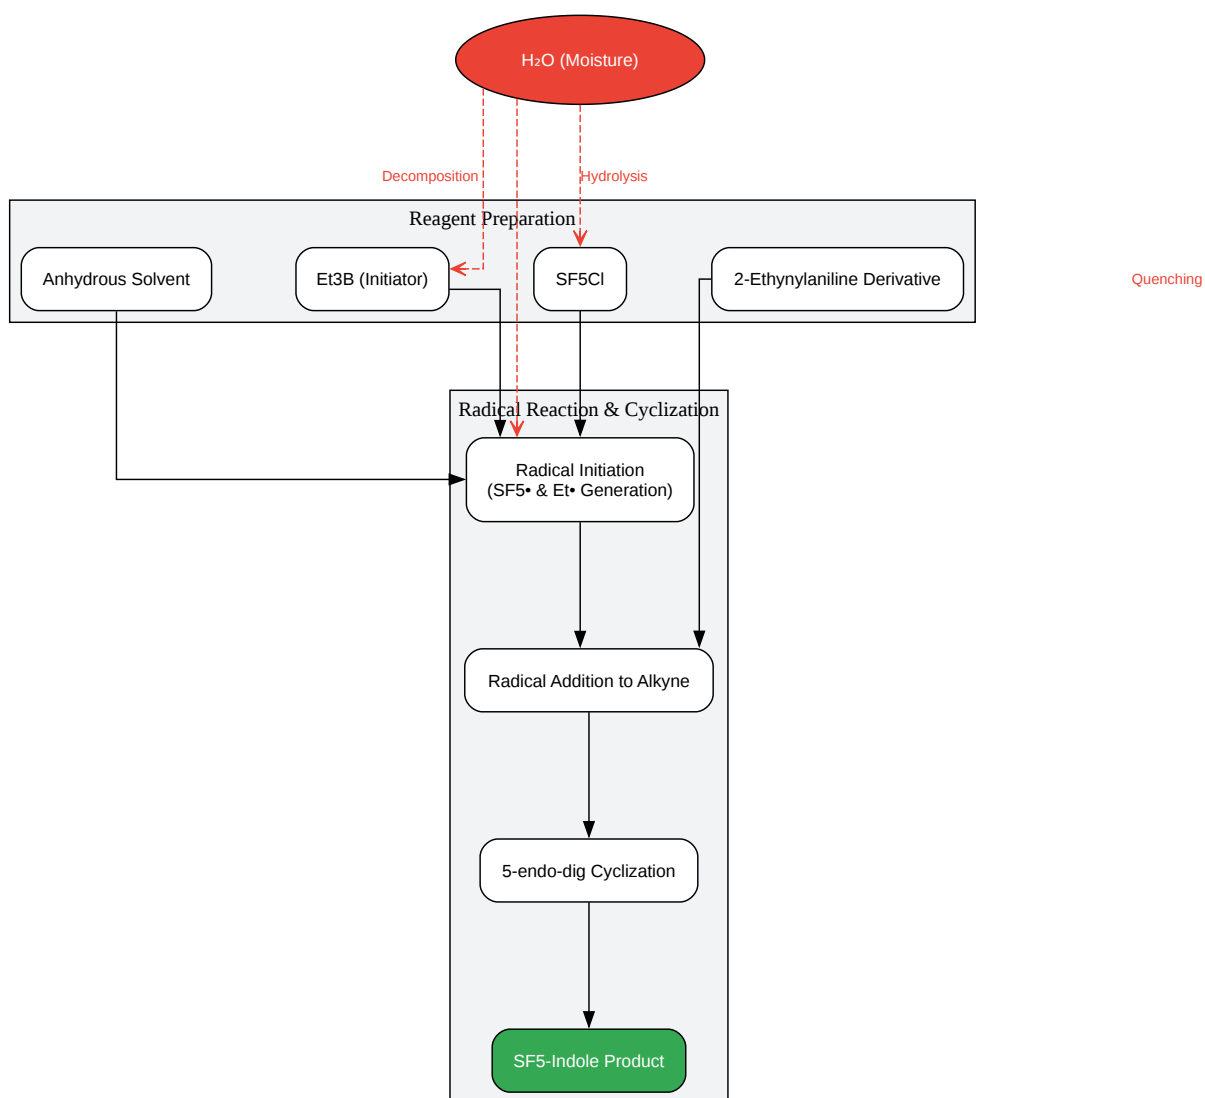 H₂O (Moisture)
Decomposition
Hydrolysis
Reagent Preparation
Anhydrous Solvent
Et3B (Initiator)
SF5Cl
2-Ethynylaniline Derivative
Quenching
Radical Reaction & Cyclization
Radical Initiation
(SF5• & Et• Generation)
Radical Addition to Alkyne
5-endo-dig Cyclization
SF5-Indole Product